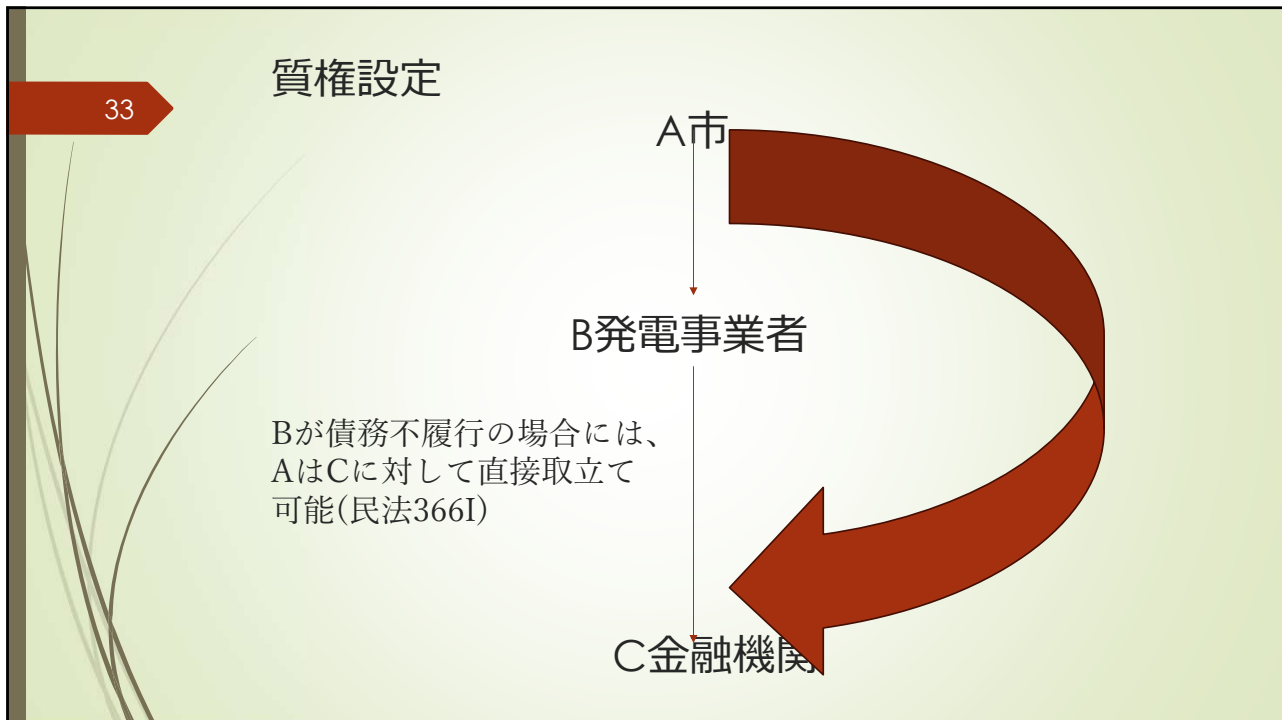 33
質権設定
A市
B発電事業者
Bが債務不履行の場合には、
AはCに対して直接取立て
可能(民法366I)
C金融機関